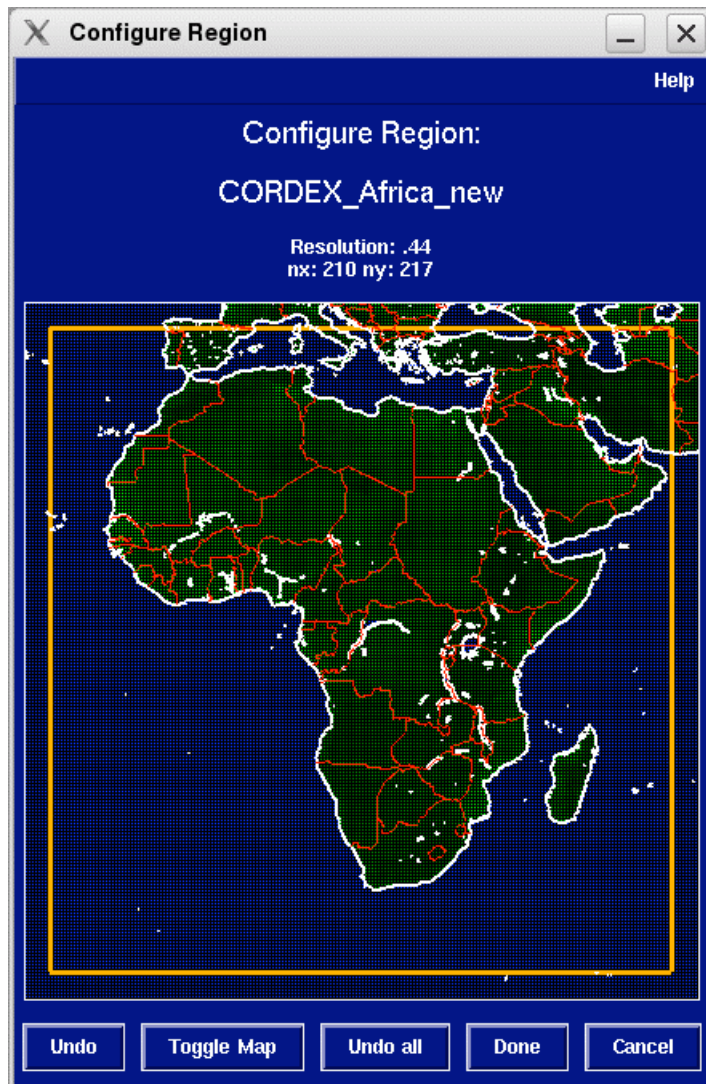 Configure Region
Help
Configure Region:
CORDEX_Africa_new
Resolution: .44
nx: 210 ny: 217
Undo
Toggle Map
Undo all
Done
Cancel